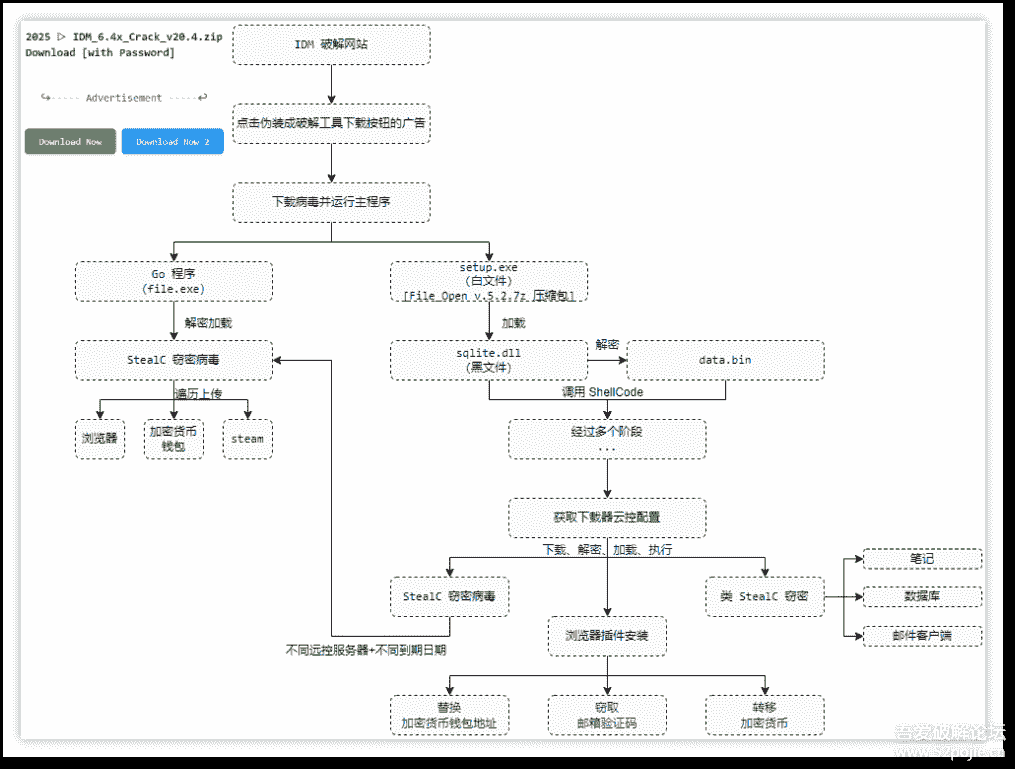 2025 ▷ IDM_6.4x_Crack_v20.4.zip
Download [with Password]
Advertisement
Download Now
Download Now 2
IDM 破解网站
点击伪装成破解工具下载按钮的广告
下载病毒并运行主程序
Go 程序
(file.exe)
setup.exe
(白文件)
[File_Open_v.5.2.7z 压缩包]
解密加载
加载
StealC 窃密病毒
sqlite.dll
(黑文件)
解密
data.bin
遍历上传
调用 ShellCode
浏览器
加密货币
钱包
steam
经过多个阶段
...
获取下载器云控配置
下载、解密、加载、执行
StealC 窃密病毒
类 StealC 窃密
笔记
数据库
邮件客户端
浏览器插件安装
不同远控服务器+不同到期日期
替换
加密货币钱包地址
窃取
邮箱验证码
转移
加密货币
吾爱破解论坛
www.52pojie.cn